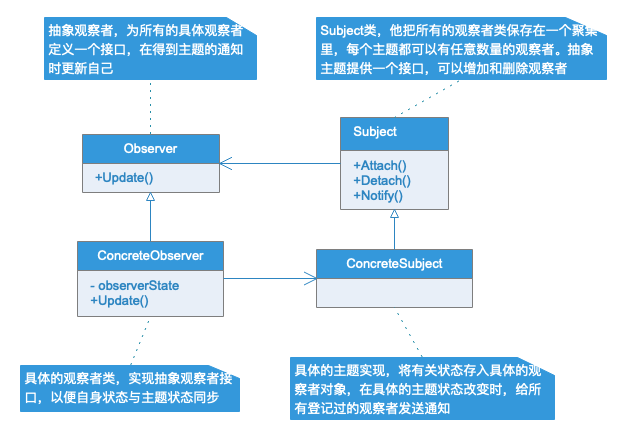 抽象观察者，为所有的具体观察者
定义一个接口，在得到主题的通知
时更新自己
Subject类，他把所有的观察者类保存在一个聚集
里，每个主题都可以有任意数量的观察者。抽象
主题提供一个接口，可以增加和删除观察者
Observer
+Update()
Subject
+Attach()
+Detach()
+Notify()
ConcreteObserver
- observerState
+Update()
ConcreteSubject
具体的观察者类，实现抽象观察者接
口，以便自身状态与主题状态同步
具体的主题实现，将有关状态存入具体的观
察者对象，在具体的主题状态改变时，给所
有登记过的观察者发送通知